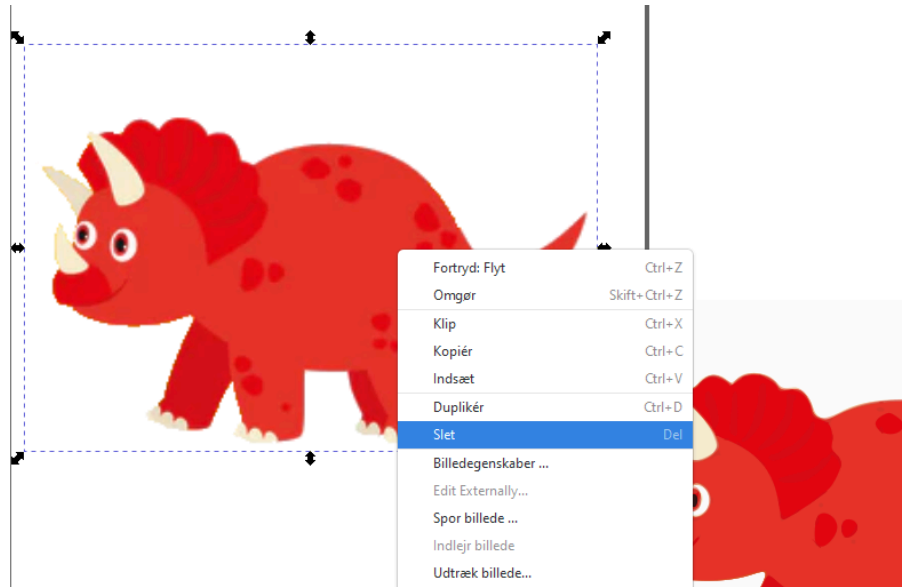 Fortryd: Flyt Ctrl+Z
Omgør Skift+Ctrl+Z
Klip Ctrl+X
Kopiér Ctrl+C
Indsæt Ctrl+V
Duplikér Ctrl+D
Slet Del
Billedegenskaber ...
Edit Externally...
Spor billede ...
Indlejr billede
Udtræk billede...